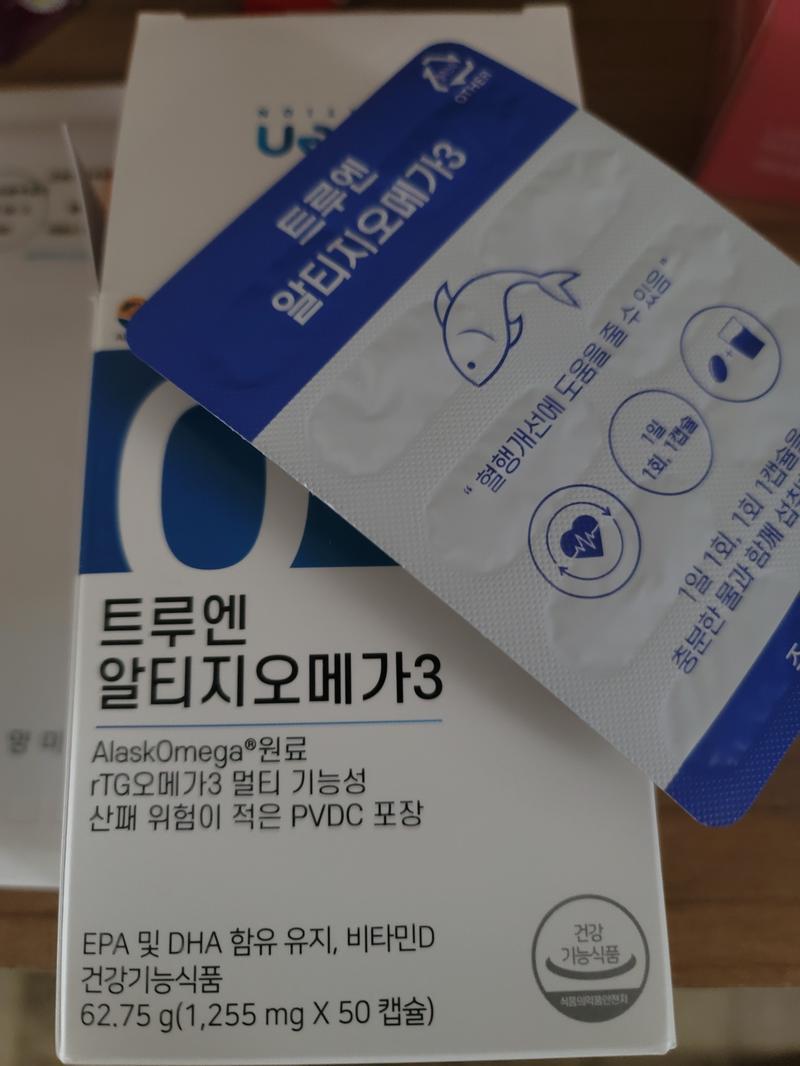 트루엔
알티지오메가3
OTHER
"혈행개선에 도움을 줄 수 있음"
1일
1회, 1캡슐
1일 1회, 1회 1캡슐을
충분한 물과 함께
트루엔
알티지오메가3
AlaskOmega®원료
rTG오메가3 멀티 기능성
산패 위험이 적은 PVDC 포장
EPA 및 DHA 함유 유지, 비타민D
건강기능식품
62.75 g(1,255 mg X 50 캡슐)
건강
기능식품
식품의약품안전처